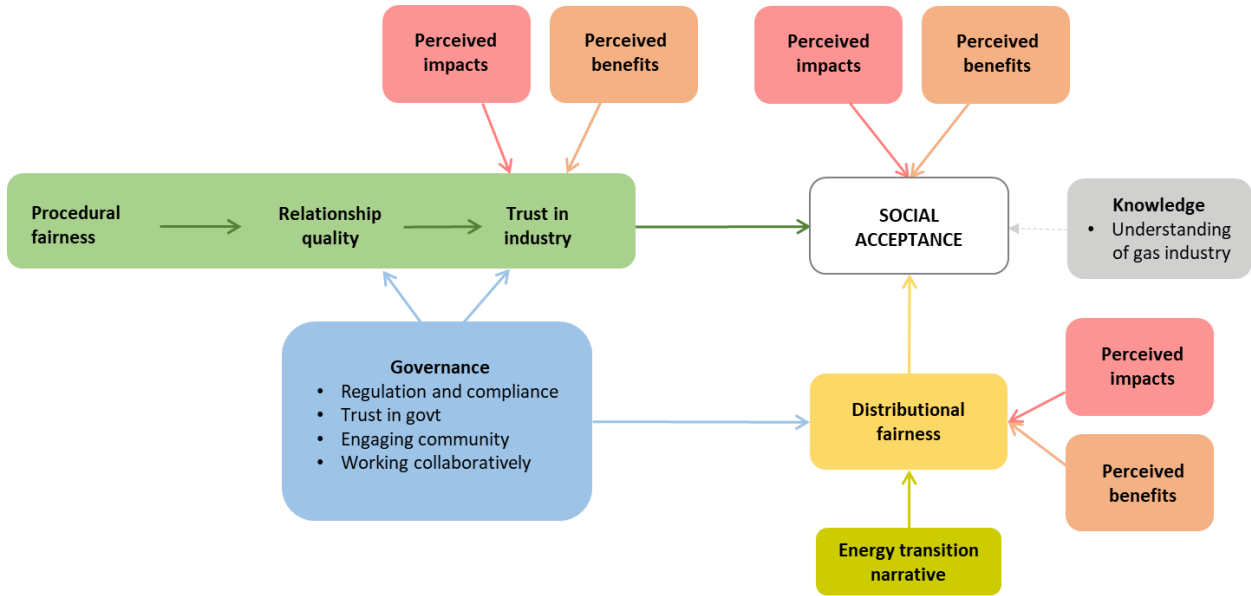 Perceived
impacts
Perceived
benefits
Perceived
impacts
Perceived
benefits
Procedural
fairness
Relationship
quality
Trust in
industry
SOCIAL
ACCEPTANCE
Knowledge
• Understanding
of gas industry
Governance
• Regulation and compliance
• Trust in govt
• Engaging community
• Working collaboratively
Distributional
fairness
Perceived
impacts
Perceived
benefits
Energy transition
narrative